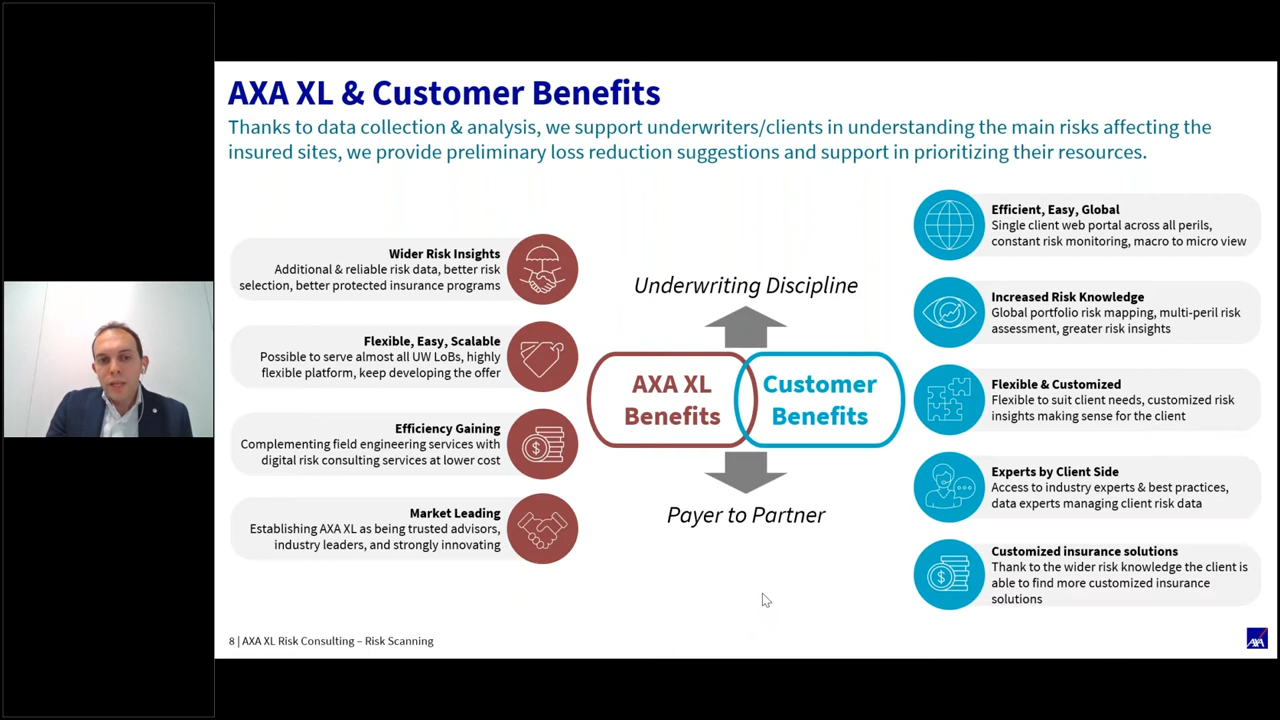 AXA XL & Customer Benefits
Thanks to data collection & analysis, we support underwriters/clients in understanding the main risks affecting the
insured sites, we provide preliminary loss reduction suggestions and support in prioritizing their resources.
Wider Risk Insights
Additional & reliable risk data, better risk
selection, better protected insurance programs
Flexible, Easy, Scalable
Possible to serve almost all UW LoBs, highly
flexible platform, keep developing the offer
Efficiency Gaining
Complementing field engineering services with
digital risk consulting services at lower cost
Market Leading
Establishing AXA XL as being trusted advisors,
industry leaders, and strongly innovating
Underwriting Discipline
AXA XL
Benefits
Customer
Benefits
Payer to Partner
Efficient, Easy, Global
Single client web portal across all perils,
constant risk monitoring, macro to micro view
Increased Risk Knowledge
Global portfolio risk mapping, multi-peril risk
assessment, greater risk insights
Flexible & Customized
Flexible to suit client needs, customized risk
insights making sense for the client
Experts by Client Side
Access to industry experts & best practices,
data experts managing client risk data
Customized insurance solutions
Thank to the wider risk knowledge the client is
able to find more customized insurance
solutions
8 | AXA XL Risk Consulting – Risk Scanning
AXA